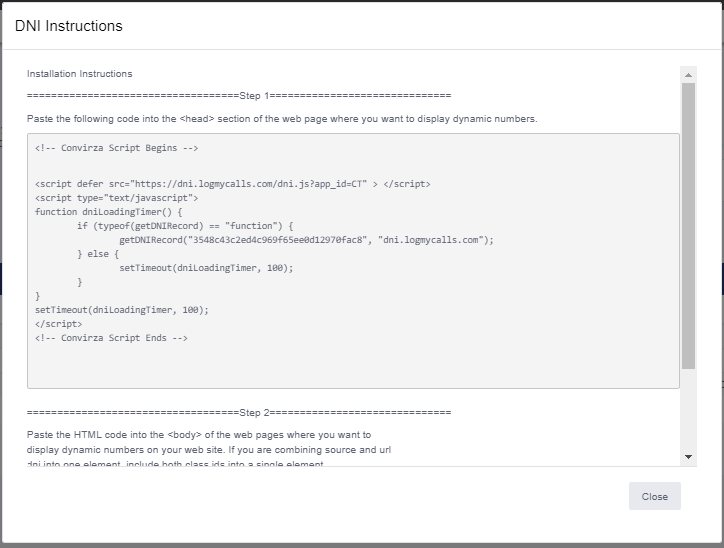 DNI Instructions
Installation Instructions
===================================Step 1==============================
Paste the following code into the <head> section of the web page where you want to display dynamic numbers.
<!-- Convirza Script Begins -->
<script defer src="https://dni.logmycalls.com/dni.js?app_id=CT" > </script>
<script type="text/javascript">
function dniLoadingTimer() {
if (typeof(getDNIRecord) == "function") {
getDNIRecord("3548c43c2ed4c969f65ee0d12970fac8", "dni.logmycalls.com");
} else {
setTimeout(dniLoadingTimer, 100);
}
}
setTimeout(dniLoadingTimer, 100);
</script>
<!-- Convirza Script Ends -->
===================================Step 2==============================
Paste the HTML code into the <body> of the web pages where you want to
display dynamic numbers on your web site. If you are combining source and url
dni into one element, include both class ids into a single element.
Close